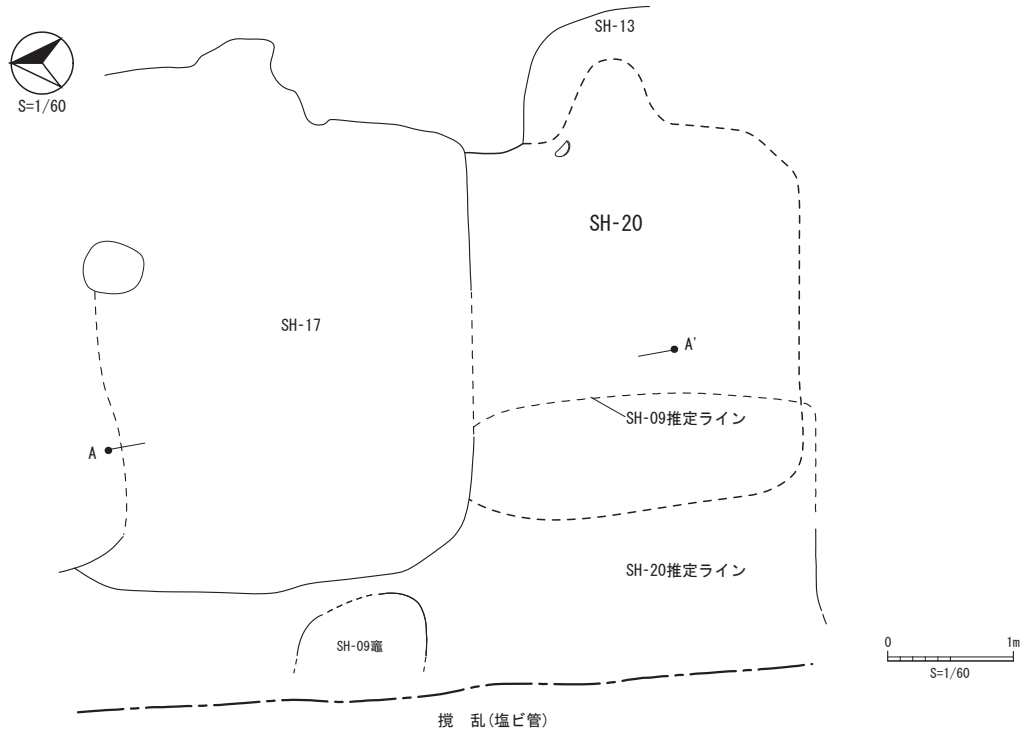 SH-13
S=1/60
SH-20
SH-17
A'
SH-09推定ライン
A
SH-20推定ライン
SH-09竈
0 1m
S=1/60
撹 乱(塩ビ管)